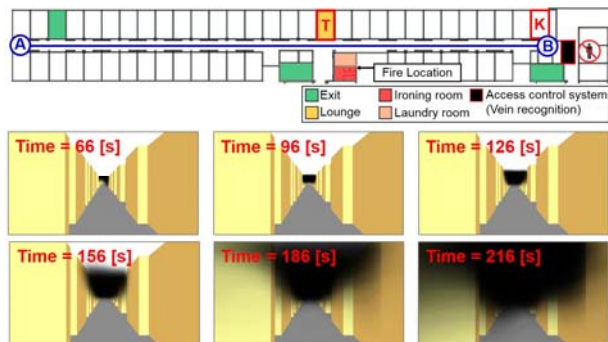 T
K
A
B
Fire Location
Exit
Ironing room
Access control system
Lounge
Laundry room
(Vein recognition)
Time = 66 [s]
Time = 96 [s]
Time = 126 [s]
Time = 156 [s]
Time = 186 [s]
Time = 216 [s]